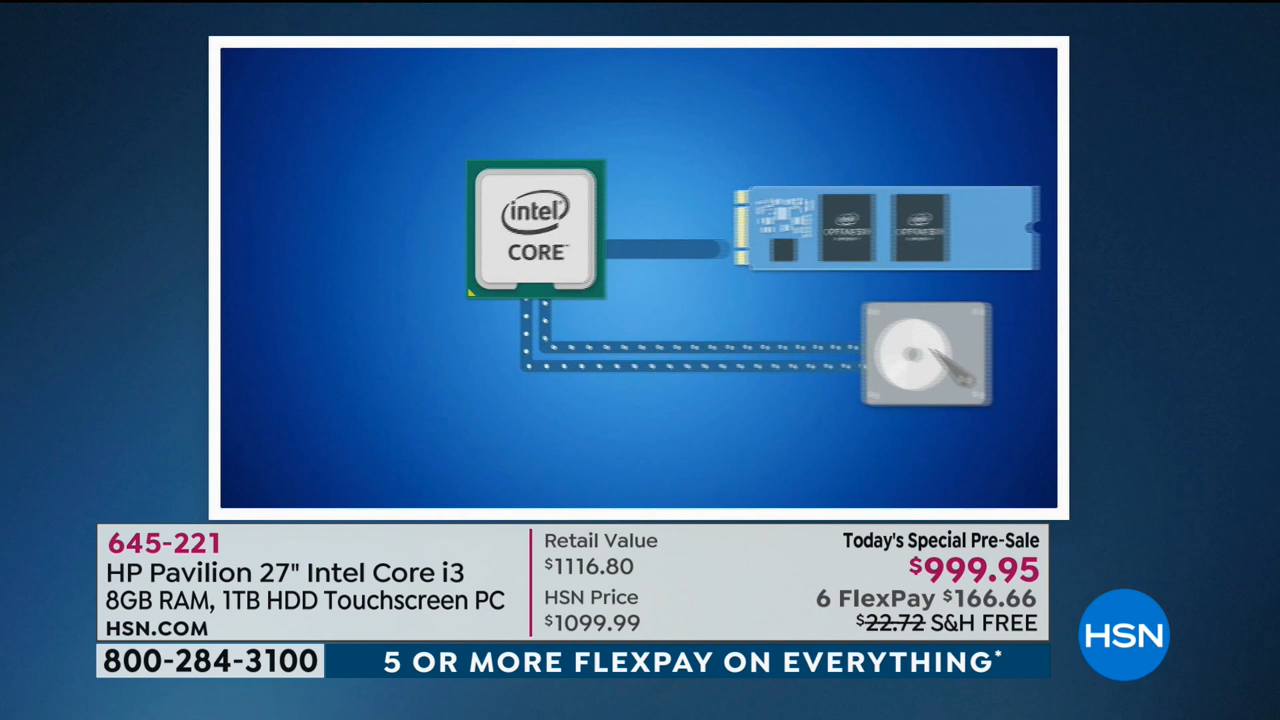 intel
CORE™
645-221
HP Pavilion 27" Intel Core i3
8GB RAM, 1TB HDD Touchscreen PC
HSN.COM
Retail Value
$1116.80
HSN Price
$1099.99
Today's Special Pre-Sale
$999.95
6 FlexPay $166.66
$22.72 S&H FREE
HSN
800-284-3100
5 OR MORE FLEXPAY ON EVERYTHING*